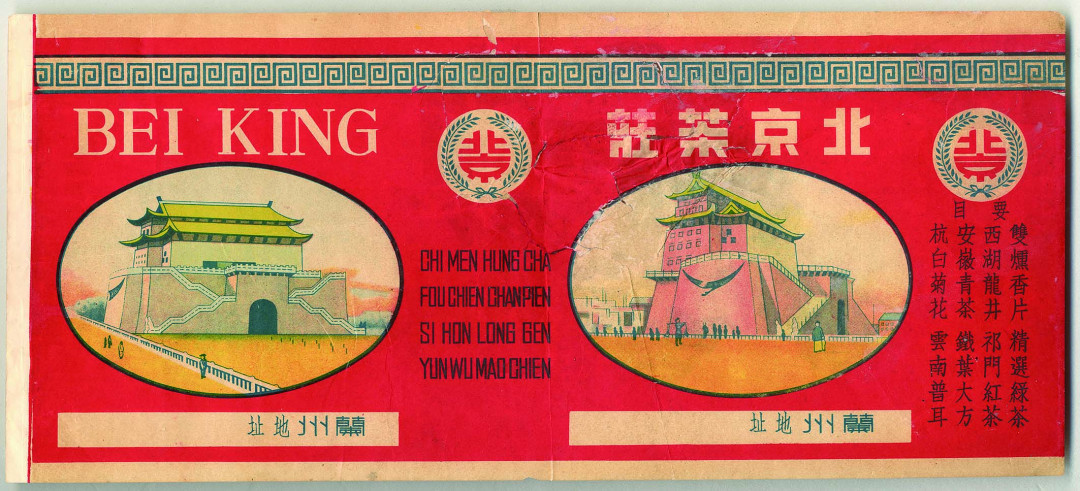 BEI KING
北京茶莊
CHI MEN HUNG CHA
FOU CHIEN CHAN PIEN
SI HON LONG GEN
YUN WU MAO CHIEN
要目
雙燻香片
西湖龍井
安徽青茶
杭白菊花
精選綠茶
祁門紅茶
鐵葉大方
雲南普耳
蘭州地址
蘭州地址